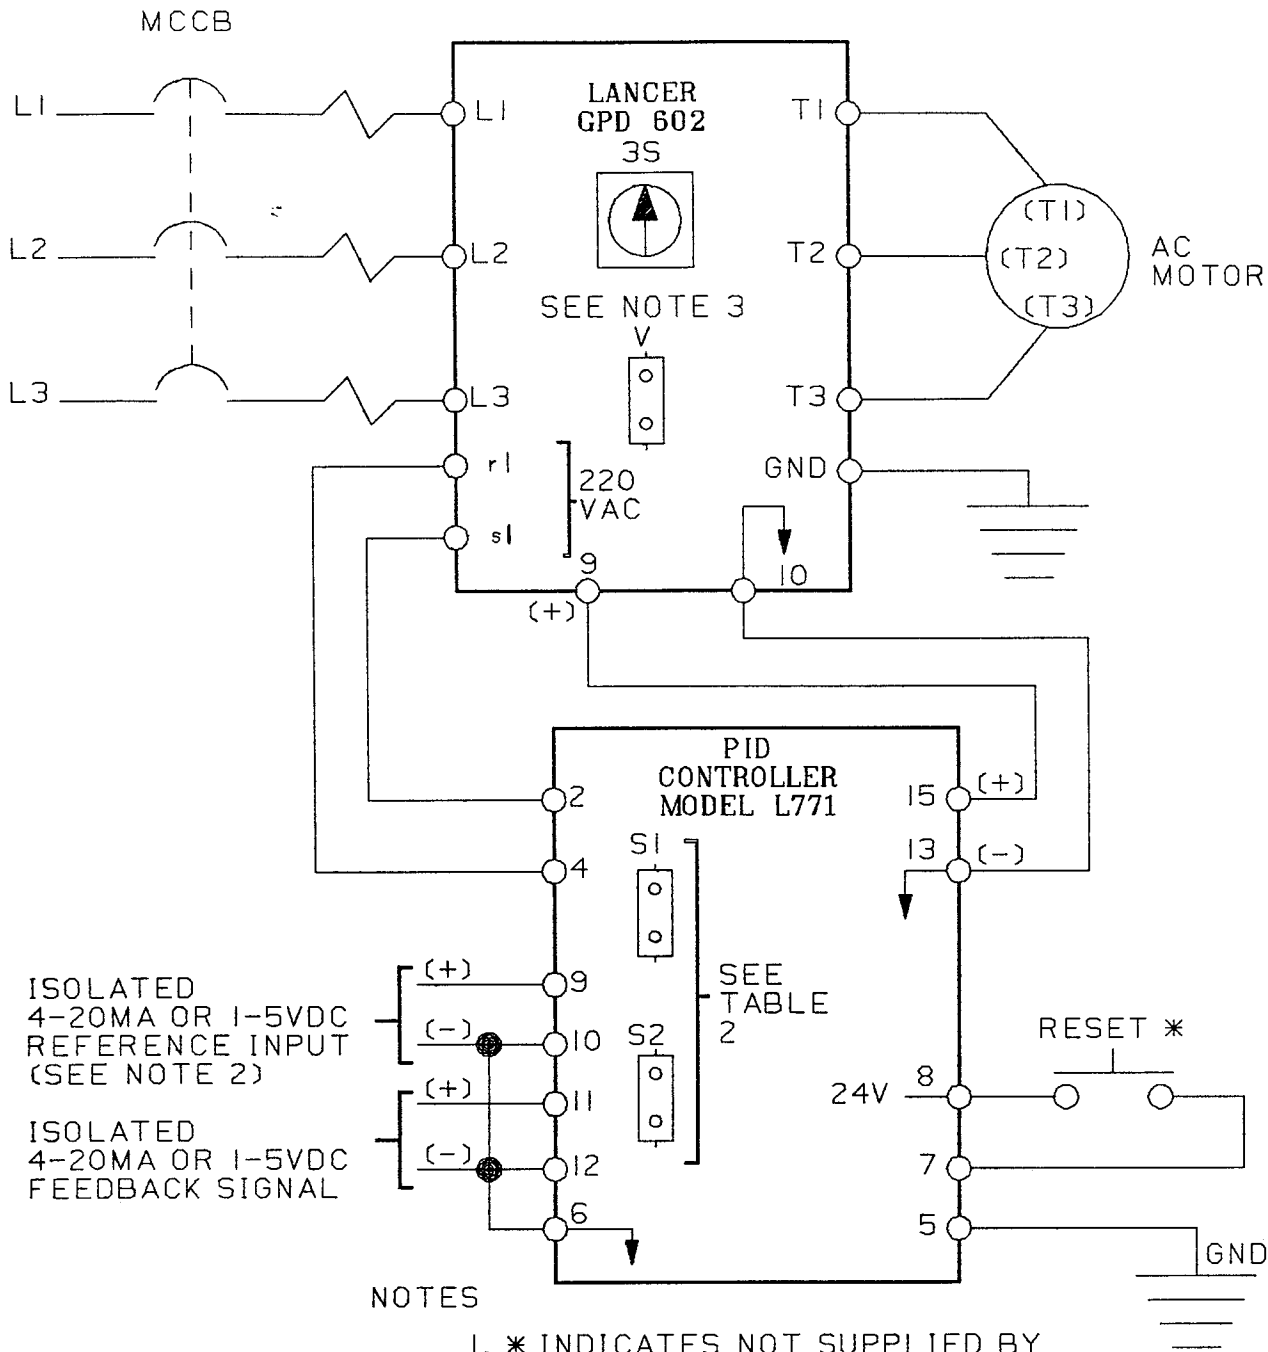 MCCB
L1
L2
L3
L1
L2
L3
r1
s1
LANCER
GPD 602
3S
SEE NOTE 3
V
220
VAC
T1
T2
T3
GND
9
(+)
10
(T1)
(T2)
(T3)
AC
MOTOR
PID
CONTROLLER
MODEL L771
2
4
S1
S2
SEE
TABLE
2
15
(+)
13
(-)
ISOLATED
4-20MA OR 1-5VDC
REFERENCE INPUT
(SEE NOTE 2)
(+)
(-)
9
10
ISOLATED
4-20MA OR 1-5VDC
FEEDBACK SIGNAL
(+)
(-)
11
12
6
RESET *
24V
8
7
5
GND
NOTES
1. * INDICATES NOT SUPPLIED BY